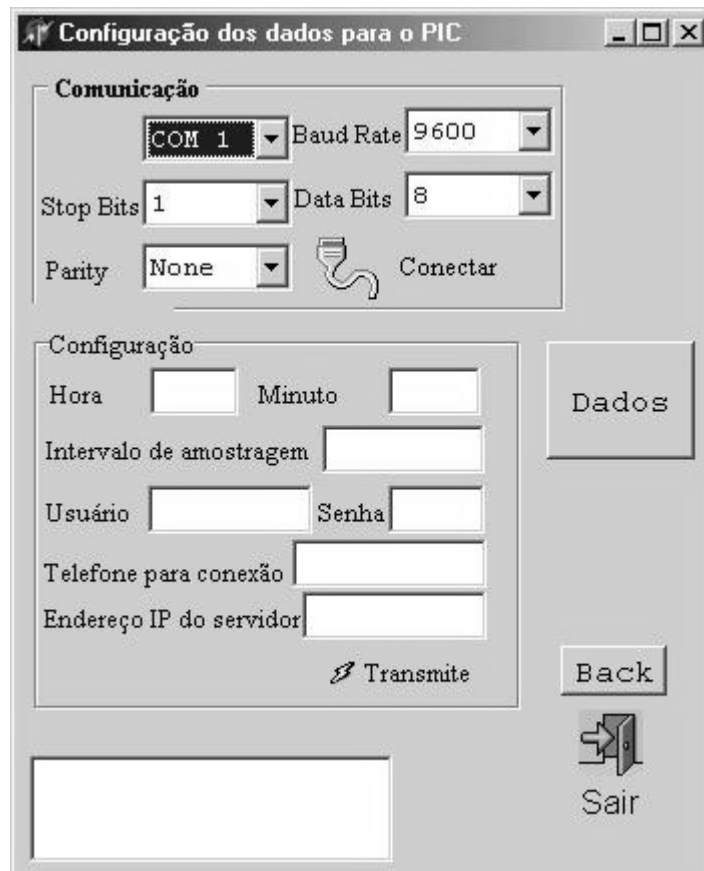 Configuração dos dados para o PIC
Comunicação
COM 1 Baud Rate 9600
Stop Bits 1 Data Bits 8
Parity None Conectar
Configuração
Hora Minuto
Dados
Intervalo de amostragem
Usuário Senha
Telefone para conexão
Endereço IP do servidor
Transmite
Back
Sair